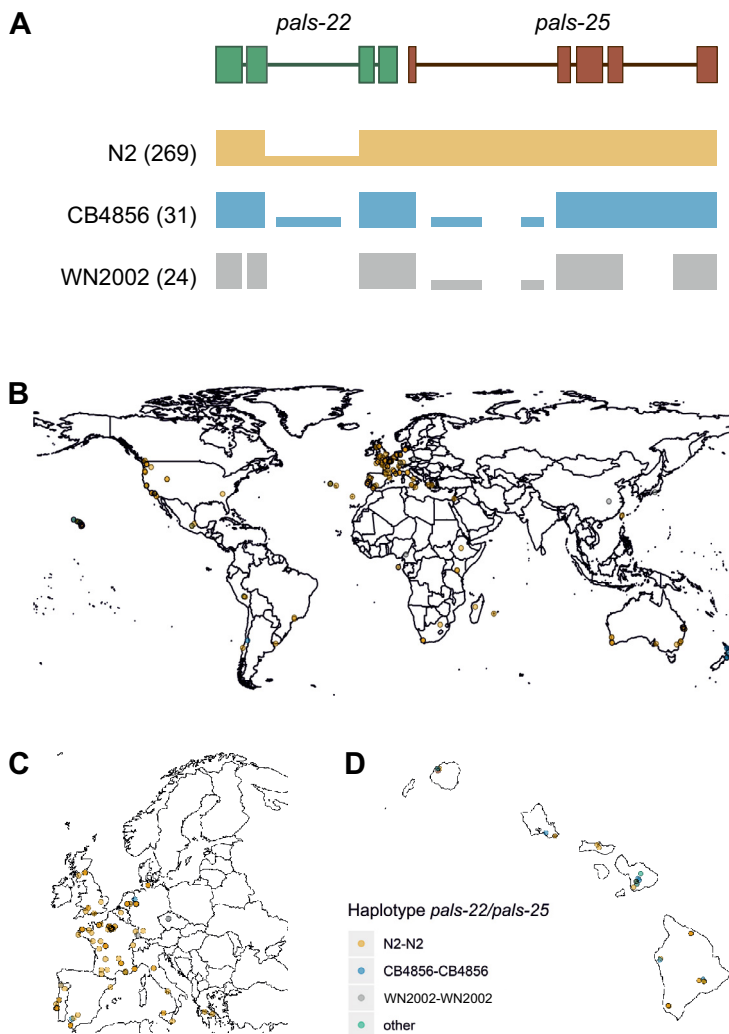 A
pals-22 pals-25
N2 (269)
CB4856 (31)
WN2002 (24)
B
C
D
Haplotype pals-22/pals-25
N2-N2
CB4856-CB4856
WN2002-WN2002
other